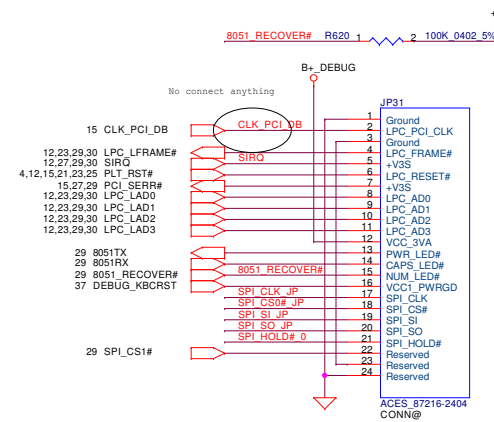 8051_RECOVER# R620 1 2 100K_0402_5%
B+_DEBUG
No connect anything
JP31
15 CLK_PCI_DB CLK_PCI_DB
12,23,29,30 LPC_LFRAME#
12,27,29,30 SIRQ SIRQ
4,12,15,21,23,25 PLT_RST#
15,27,29 PCI_SERR#
12,23,29,30 LPC_LAD0
12,23,29,30 LPC_LAD1
12,23,29,30 LPC_LAD2
12,23,29,30 LPC_LAD3
29 8051TX
29 8051RX
29 8051_RECOVER# 8051_RECOVER#
37 DEBUG_KBCRST
SPI_CLK_JP
SPI_CS0#_JP
SPI_SI_JP
SPI_SO_JP
SPI_HOLD#_0
29 SPI_CS1#
1 Ground
2 LPC_PCI_CLK
3 Ground
4 LPC_FRAME#
5 +V3S
6 LPC_RESET#
7 +V3S
8 LPC_AD0
9 LPC_AD1
10 LPC_AD2
11 LPC_AD3
12 VCC_3VA
13 PWR_LED#
14 CAPS_LED#
15 NUM_LED#
16 VCC1_PWRGD
17 SPI_CLK
18 SPI_CS#
19 SPI_SI
20 SPI_SO
21 SPI_HOLD#
22 Reserved
23 Reserved
24 Reserved
ACES_87216-2404
CONN@